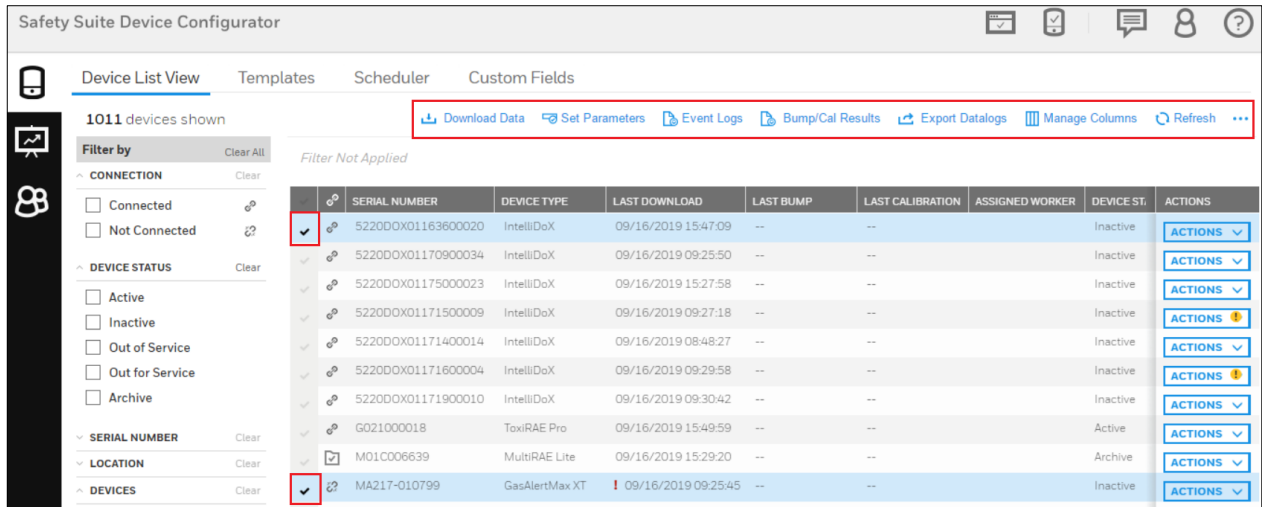 Safety Suite Device Configurator
Device List View Templates Scheduler Custom Fields
1011 devices shown Download Data Set Parameters Event Logs Bump/Cal Results Export Datalogs Manage Columns Refresh
Filter by Clear All Filter Not Applied
CONNECTION Clear
Connected
Not Connected
DEVICE STATUS Clear
Active
Inactive
Out of Service
Out for Service
Archive
SERIAL NUMBER Clear
LOCATION Clear
DEVICES Clear
SERIAL NUMBER DEVICE TYPE LAST DOWNLOAD LAST BUMP LAST CALIBRATION ASSIGNED WORKER DEVICE ST ACTIONS
5220DOX01163600020 IntelliDoX 09/16/2019 15:47:09 -- -- Inactive ACTIONS
5220DOX01170900034 IntelliDoX 09/16/2019 09:25:50 -- -- Inactive ACTIONS
5220DOX01175000023 IntelliDoX 09/16/2019 15:27:58 -- -- Inactive ACTIONS
5220DOX01171500009 IntelliDoX 09/16/2019 09:27:18 -- -- Inactive ACTIONS
5220DOX01171400014 IntelliDoX 09/16/2019 08:48:27 -- -- Inactive ACTIONS
5220DOX01171600004 IntelliDoX 09/16/2019 09:29:58 -- -- Inactive ACTIONS
5220DOX01171900010 IntelliDoX 09/16/2019 09:30:42 -- -- Inactive ACTIONS
G021000018 ToxiRAE Pro 09/16/2019 15:49:59 -- -- Active ACTIONS
M01C006639 MultiRAE Lite 09/16/2019 15:29:20 -- -- Archive ACTIONS
MA217-010799 GasAlertMax XT ! 09/16/2019 09:25:45 -- -- Inactive ACTIONS